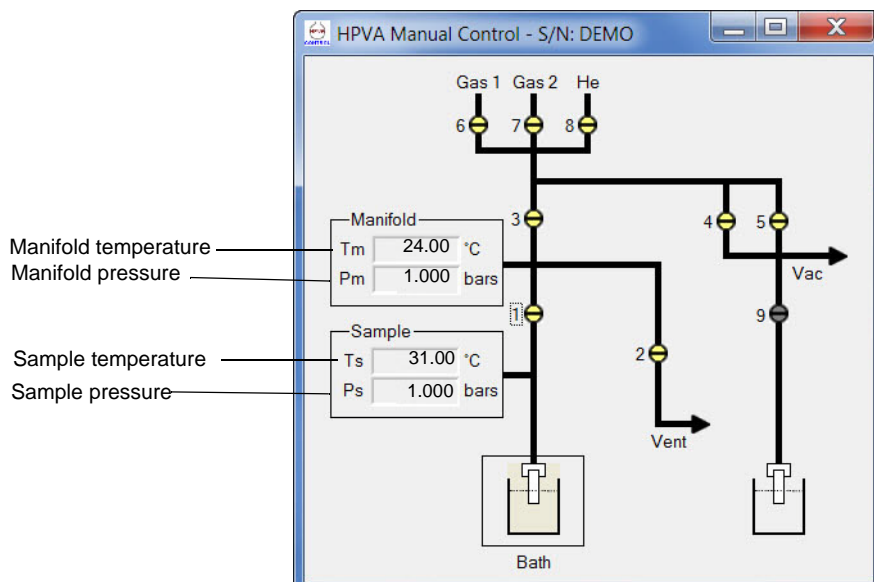 HPVA Manual Control - S/N: DEMO
Gas 1 Gas 2 He
6 7 8
3 4 5
Vac
Manifold
Manifold temperature Tm 24.00 °C
Manifold pressure Pm 1.000 bars
1 9
Sample
Sample temperature Ts 31.00 °C
2
Sample pressure Ps 1.000 bars
Vent
Bath